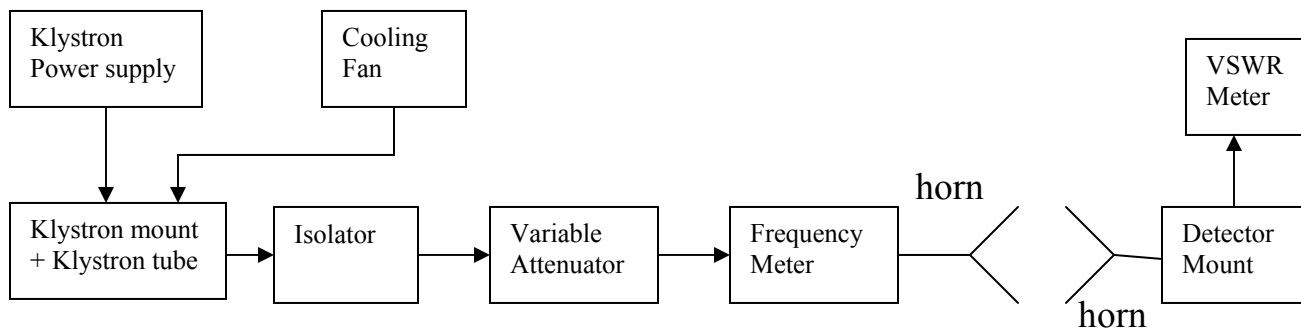 Klystron
Power supply
Cooling
Fan
VSWR
Meter
Klystron mount
+ Klystron tube
Isolator
Variable
Attenuator
Frequency
Meter
horn
horn
Detector
Mount